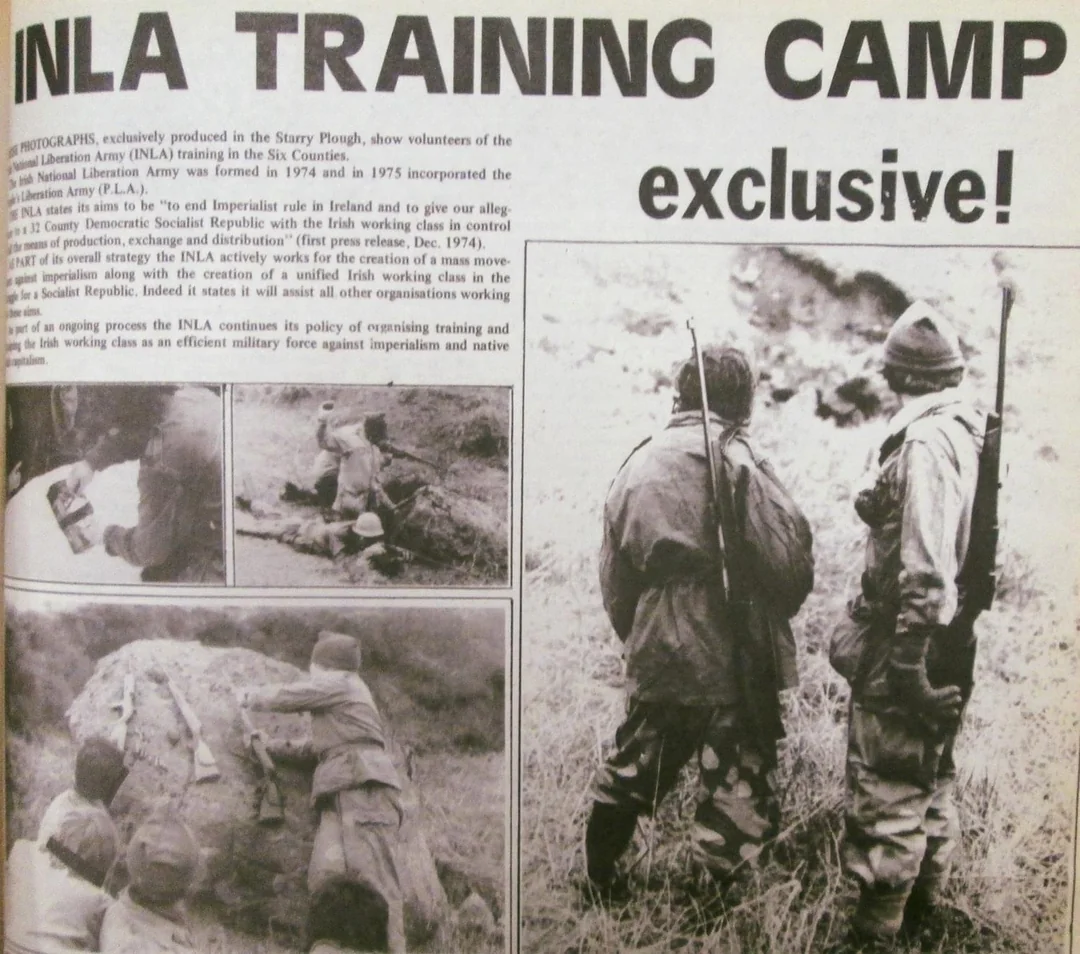 INLA TRAINING CAMP
exclusive!
PHOTOGRAPHS, exclusively produced in the Starry Plough, show volunteers of the
National Liberation Army (INLA) training in the Six Counties.
Irish National Liberation Army was formed in 1974 and in 1975 incorporated the
Liberation Army (P.L.A.).
INLA states its aims to be "to end Imperialist rule in Ireland and to give our alleg-
to a 32 County Democratic Socialist Republic with the Irish working class in control
the means of production, exchange and distribution" (first press release, Dec. 1974).
PART of its overall strategy the INLA actively works for the creation of a mass move-
against imperialism along with the creation of a unified Irish working class in the
for a Socialist Republic. Indeed it states it will assist all other organisations working
these aims.
part of an ongoing process the INLA continues its policy of organising training and
the Irish working class as an efficient military force against imperialism and native